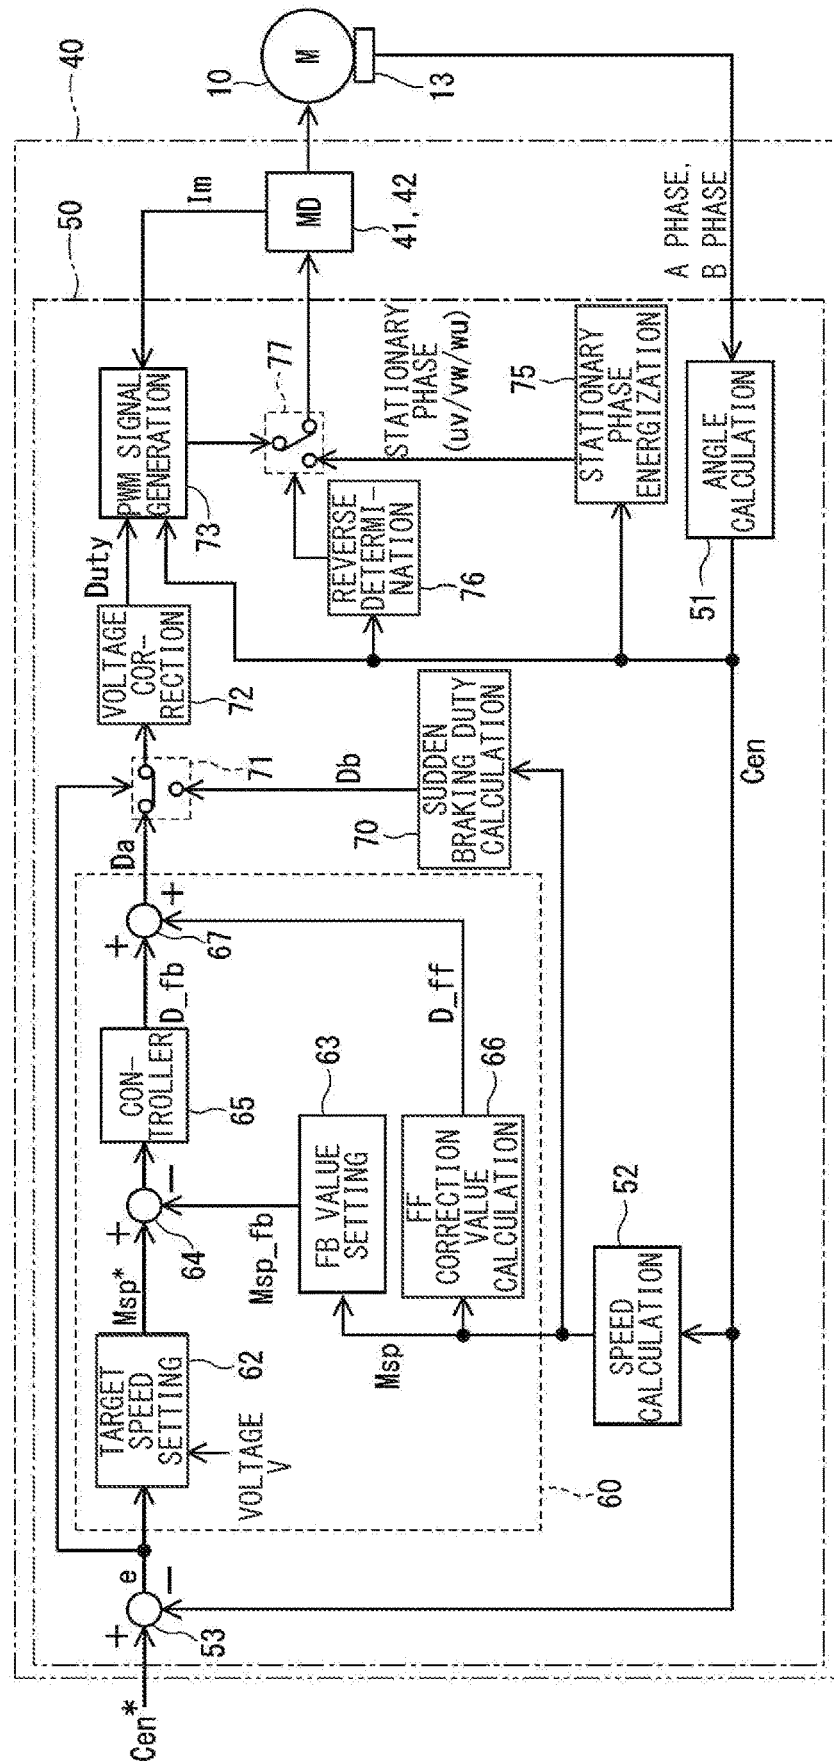 Cen*
+
53
−
e
TARGET
SPEED
SETTING
62
VOLTAGE
V
Msp*
+
64
−
CON-
TROLLER
65
D_fb
+
67
+
Da
71
VOLTAGE
COR-
RECTION
72
Duty
PWM SIGNAL
GENERATION
73
Im
MD
41, 42
M
10
13
40
50
60
Msp_fb
FB VALUE
SETTING
63
FF
CORRECTION
VALUE
CALCULATION
66
D_ff
Msp
SPEED
CALCULATION
52
SUDDEN
BRAKING DUTY
CALCULATION
70
Db
REVERSE
DETERMI-
NATION
76
77
STATIONARY
PHASE
(uv/vw/wu)
STATIONARY
PHASE
ENERGIZATION
75
ANGLE
CALCULATION
51
A PHASE,
B PHASE
Cen